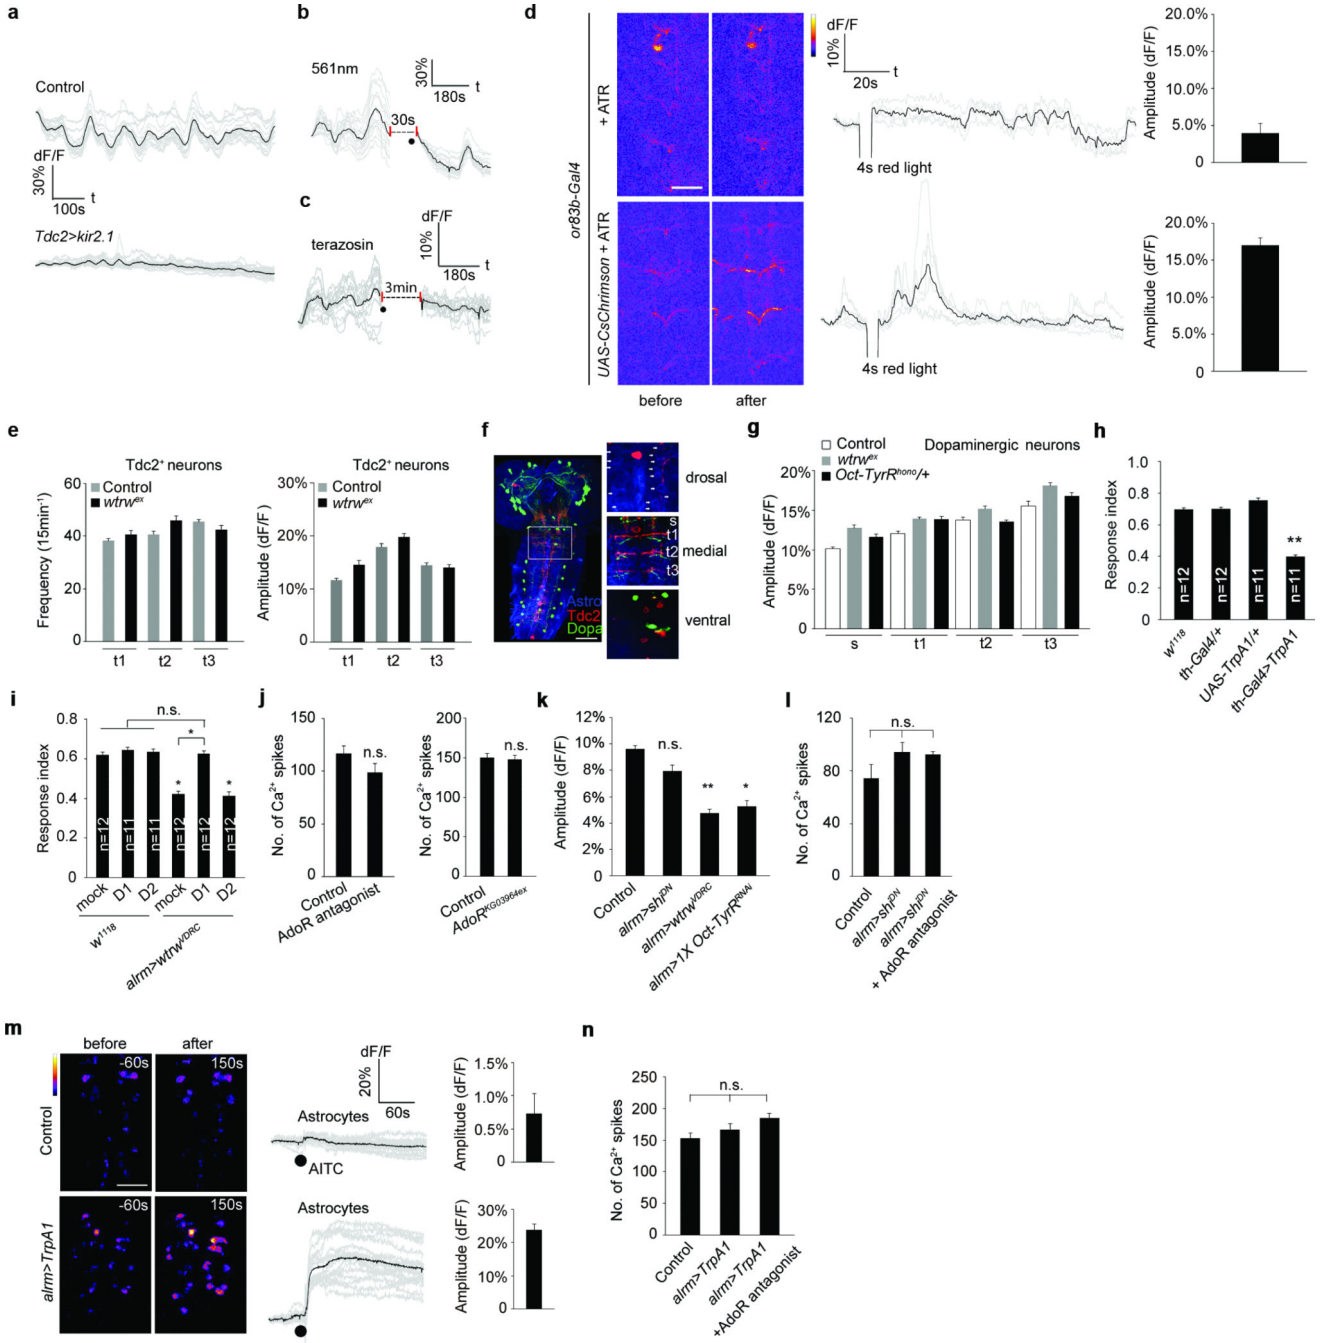 a
Control
dF/F
30%
t
100s
Tdc2>kir2.1
b
561nm
30%
t
180s
30s
c
terazosin
dF/F
10%
t
180s
3min
d
or83b-Gal4
+ ATR
UAS-CsChrimson + ATR
before
after
dF/F
10%
t
20s
4s red light
4s red light
Amplitude (dF/F)
20.0%
15.0%
10.0%
5.0%
0
Amplitude (dF/F)
20.0%
15.0%
10.0%
5.0%
0
e
Tdc2⁺ neurons
Control
wtrwᵉˣ
Frequency (15min⁻¹)
60
40
20
0
t1
t2
t3
Tdc2⁺ neurons
Control
wtrwᵉˣ
Amplitude (dF/F)
30%
20%
10%
0
t1
t2
t3
f
Astro
Tdc2
Dopa
drosal
s
t1
t2
t3
medial
ventral
g
Control
wtrwᵉˣ
Oct-TyrRʰᵒⁿᵒ/+
Dopaminergic neurons
Amplitude (dF/F)
20%
15%
10%
5%
0
s
t1
t2
t3
h
Response index
1.0
0.8
0.6
0.4
0.2
0
**
n=12
n=12
n=11
n=11
w¹¹¹⁸
th-Gal4/+
UAS-TrpA1/+
th-Gal4>TrpA1
i
Response index
0.8
0.6
0.4
0.2
0
n.s.
*
*
*
n=12
n=11
n=11
n=12
n=12
n=12
mock
D1
D2
mock
D1
D2
w¹¹¹⁸
alrm>wtrwⱽᴰᴿᶜ
j
No. of Ca²⁺ spikes
150
100
50
0
n.s.
Control
AdoR antagonist
No. of Ca²⁺ spikes
200
150
100
50
0
n.s.
Control
AdoRᴷᴳ⁰³⁹⁶⁴ᵉˣ
k
Amplitude (dF/F)
12%
10%
8%
6%
4%
2%
0
n.s.
**
*
Control
alrm>shiᴰᴺ
alrm>wtrwⱽᴰᴿᶜ
alrm>1X Oct-TyrRᴿᴺᴬⁱ
l
No. of Ca²⁺ spikes
120
80
40
0
n.s.
Control
alrm>shiᴰᴺ
alrm>shiᴰᴺ
+ AdoR antagonist
m
before
after
Control
-60s
150s
alrm>TrpA1
-60s
150s
dF/F
20%
60s
Astrocytes
AITC
Astrocytes
Amplitude (dF/F)
1.5%
1.0%
0.5%
0
Amplitude (dF/F)
30%
20%
10%
0
n
No. of Ca²⁺ spikes
250
200
150
100
50
0
n.s.
Control
alrm>TrpA1
alrm>TrpA1
+AdoR antagonist